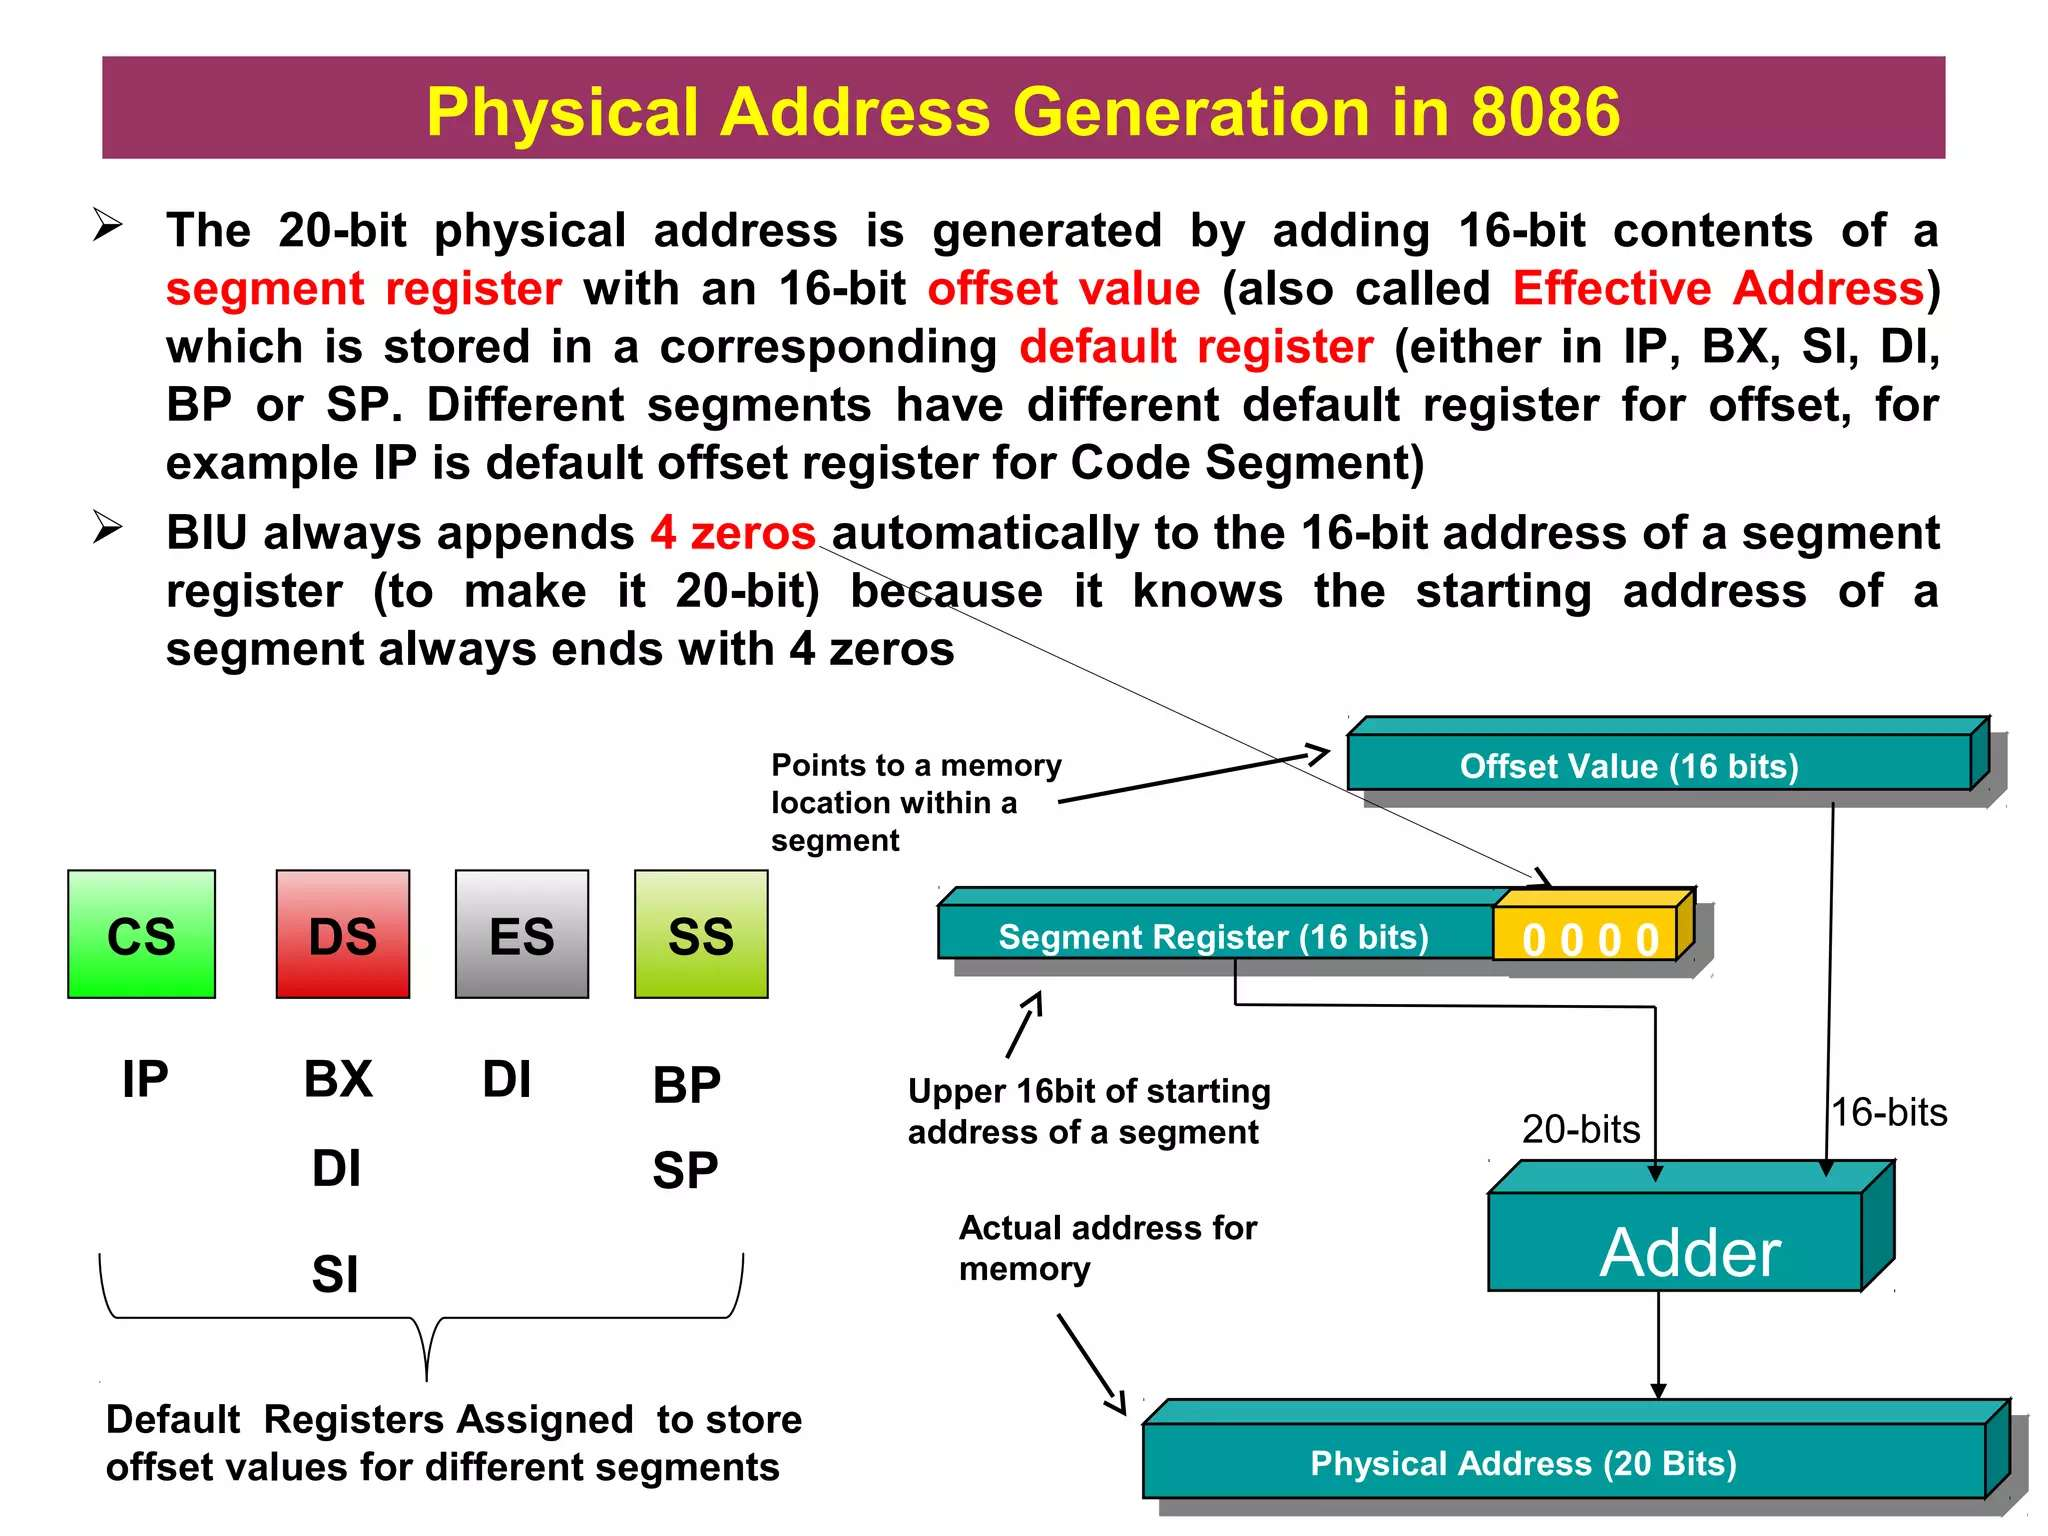 Physical Address Generation in 8086
➢ The 20-bit physical address is generated by adding 16-bit contents of a
segment register with an 16-bit offset value (also called Effective Address)
which is stored in a corresponding default register (either in IP, BX, SI, DI,
BP or SP. Different segments have different default register for offset, for
example IP is default offset register for Code Segment)
➢ BIU always appends 4 zeros automatically to the 16-bit address of a segment
register (to make it 20-bit) because it knows the starting address of a
segment always ends with 4 zeros
Points to a memory
location within a
segment
Offset Value (16 bits)
CS DS ES SS
Segment Register (16 bits) 0 0 0 0
IP BX DI BP
DI SP
SI
Upper 16bit of starting
address of a segment
20-bits 16-bits
Actual address for
memory
Adder
Default Registers Assigned to store
offset values for different segments
Physical Address (20 Bits)